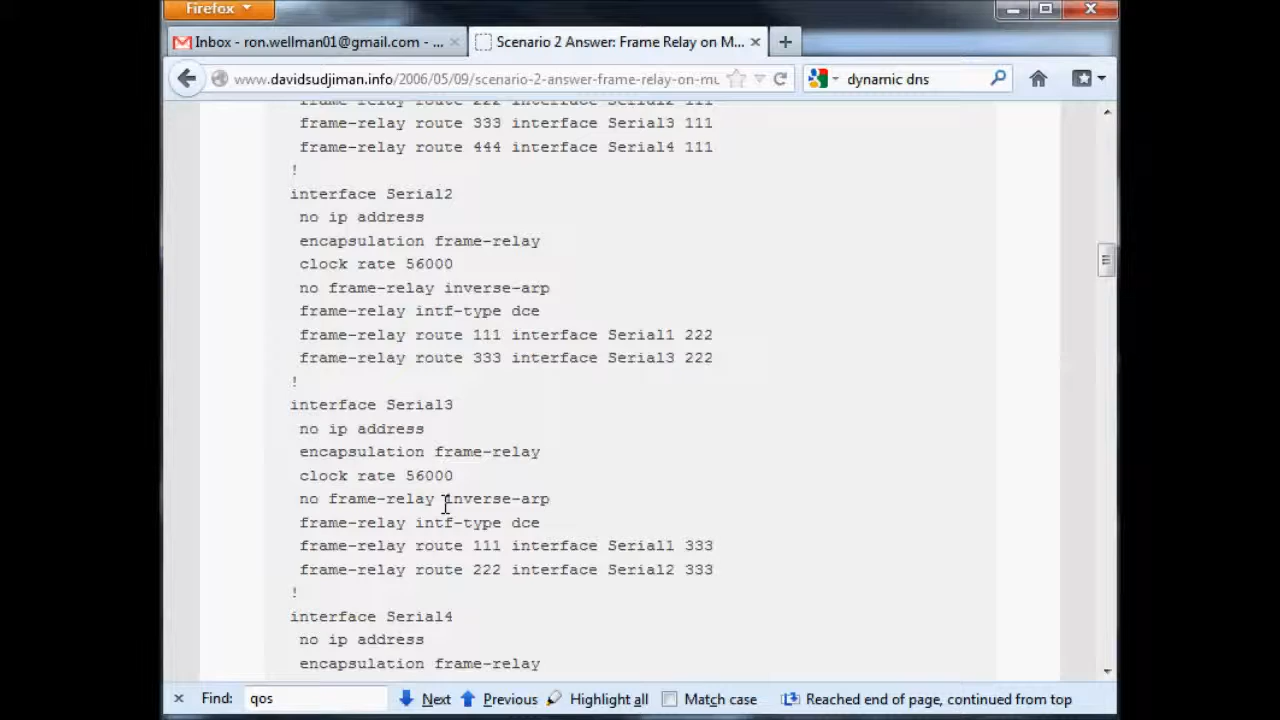 Firefox
Inbox - ron.wellman01@gmail.com - ...
Scenario 2 Answer: Frame Relay on M...
www.davidsudjiman.info/2006/05/09/scenario-2-answer-frame-relay-on-mu
dynamic dns
frame-relay route 222 interface Serial2 111
frame-relay route 333 interface Serial3 111
frame-relay route 444 interface Serial4 111
!
interface Serial2
no ip address
encapsulation frame-relay
clock rate 56000
no frame-relay inverse-arp
frame-relay intf-type dce
frame-relay route 111 interface Serial1 222
frame-relay route 333 interface Serial3 222
!
interface Serial3
no ip address
encapsulation frame-relay
clock rate 56000
no frame-relay inverse-arp
frame-relay intf-type dce
frame-relay route 111 interface Serial1 333
frame-relay route 222 interface Serial2 333
!
interface Serial4
no ip address
encapsulation frame-relay
Find: qos Next Previous Highlight all Match case Reached end of page, continued from top